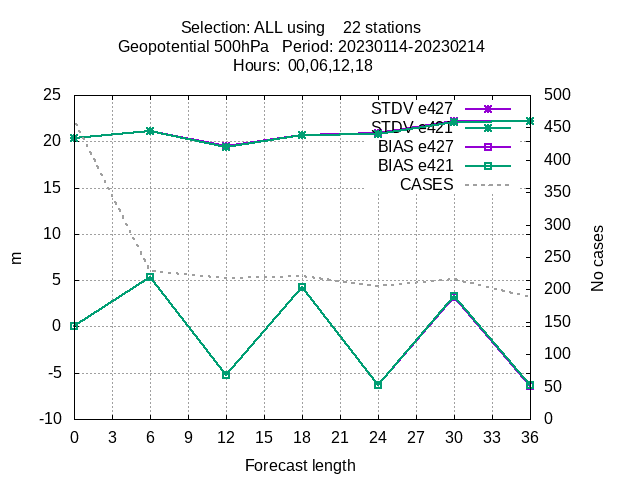 Selection: ALL using    22 stations
Geopotential 500hPa   Period: 20230114-20230214
Hours:  00,06,12,18
25
20
15
10
5
0
-5
-10
m
STDV e427
STDV e421
BIAS e427
BIAS e421
CASES
500
450
400
350
300
250
200
150
100
50
0
No cases
0 3 6 9 12 15 18 21 24 27 30 33 36
Forecast length